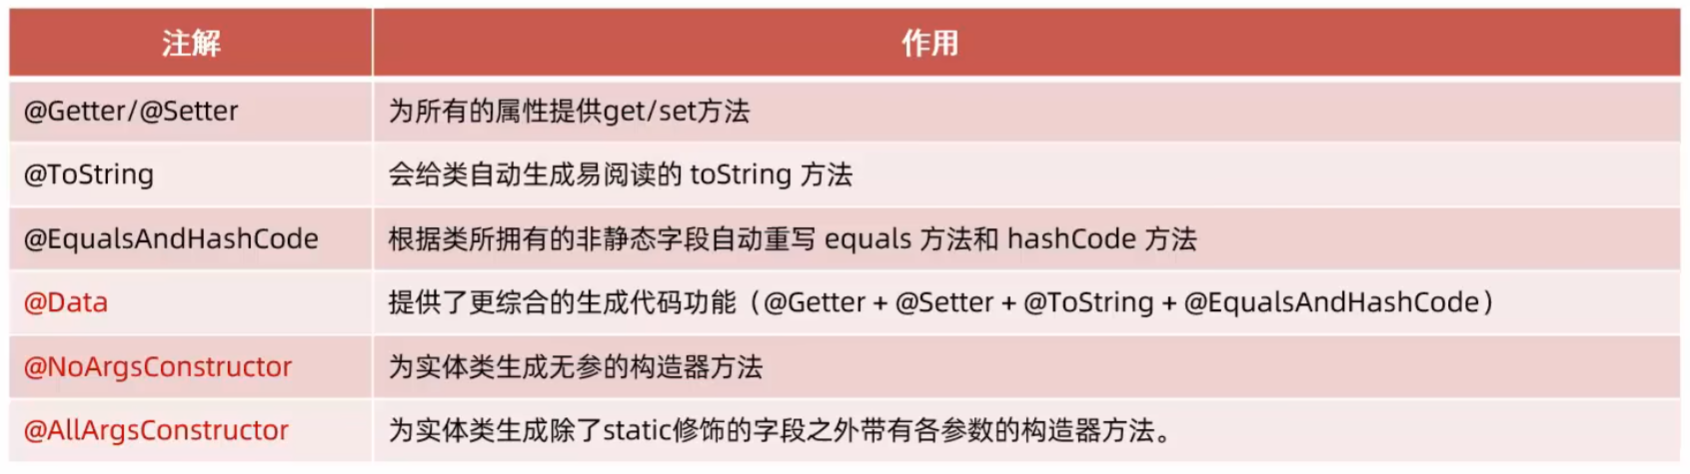 注解 作用
@Getter/@Setter 为所有的属性提供get/set方法
@ToString 会给类自动生成易阅读的 toString 方法
@EqualsAndHashCode 根据类所拥有的非静态字段自动重写 equals 方法和 hashCode 方法
@Data 提供了更综合的生成代码功能（@Getter + @Setter + @ToString + @EqualsAndHashCode）
@NoArgsConstructor 为实体类生成无参的构造器方法
@AllArgsConstructor 为实体类生成除了static修饰的字段之外带有各参数的构造器方法。